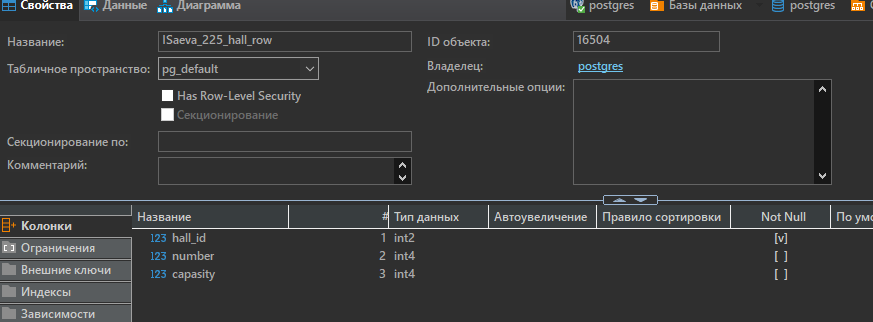 Свойства Данные Диаграмма postgres Базы данных postgres
Название: ISaeva_225_hall_row ID объекта: 16504
Табличное пространство: pg_default Владелец: postgres
Has Row-Level Security Дополнительные опции:
Секционирование
Секционирование по:
Комментарий:
Колонки
Ограничения
Внешние ключи
Индексы
Зависимости
Название # Тип данных Автоувеличение Правило сортировки Not Null По умо
123 hall_id 1 int2 [v]
123 number 2 int4 [ ]
123 capasity 3 int4 [ ]